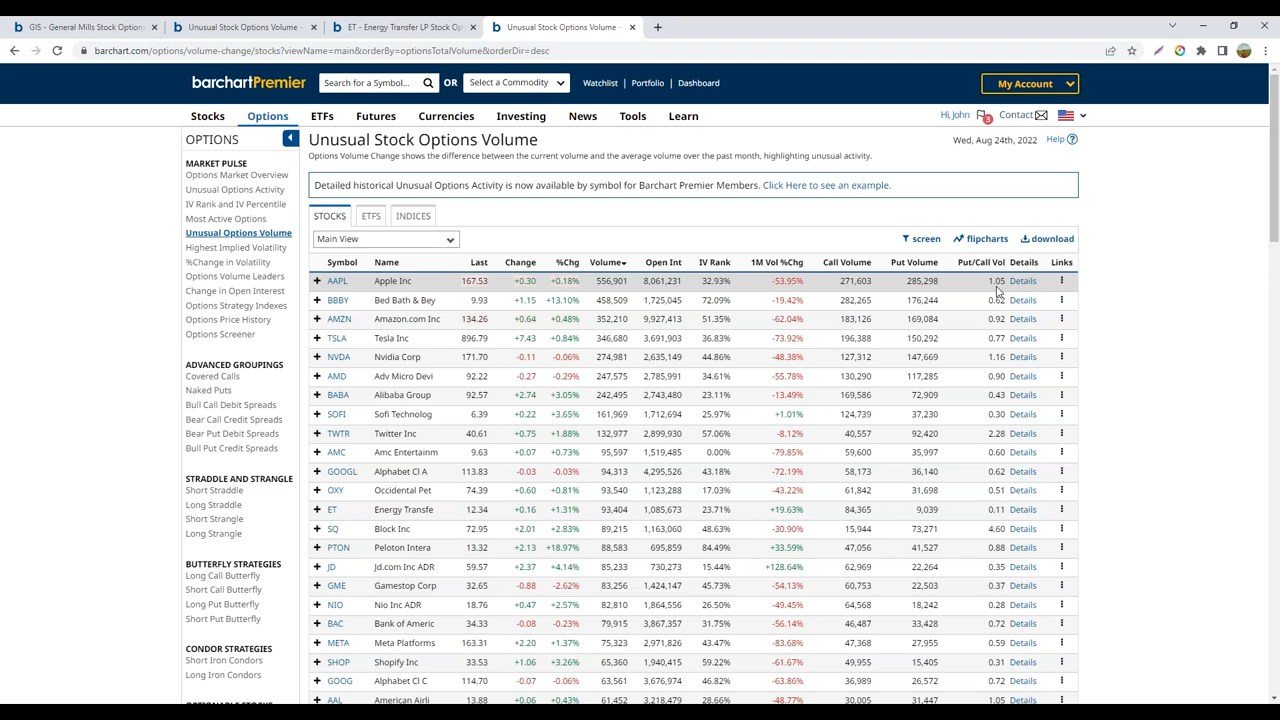 GIS - General Mills Stock Option
Unusual Stock Options Volume -
ET - Energy Transfer LP Stock Op
Unusual Stock Options Volume -
barchart.com/options/volume-change/stocks?viewName=main&orderBy=optionsTotalVolume&orderDir=desc
barchartPremier
Search for a Symbol... OR Select a Commodity Watchlist | Portfolio | Dashboard My Account
Stocks Options ETFs Futures Currencies Investing News Tools Learn
Hi, John 3 Contact
OPTIONS
MARKET PULSE
Options Market Overview
Unusual Options Activity
IV Rank and IV Percentile
Most Active Options
Unusual Options Volume
Highest Implied Volatility
%Change in Volatility
Options Volume Leaders
Change in Open Interest
Options Strategy Indexes
Options Price History
Options Screener
ADVANCED GROUPINGS
Covered Calls
Naked Puts
Bull Call Debit Spreads
Bear Call Credit Spreads
Bear Put Debit Spreads
Bull Put Credit Spreads
STRADDLE AND STRANGLE
Short Straddle
Long Straddle
Short Strangle
Long Strangle
BUTTERFLY STRATEGIES
Long Call Butterfly
Short Call Butterfly
Long Put Butterfly
Short Put Butterfly
CONDOR STRATEGIES
Short Iron Condors
Long Iron Condors
Unusual Stock Options Volume
Wed, Aug 24th, 2022 Help
Options Volume Change shows the difference between the current volume and the average volume over the past month, highlighting unusual activity.
Detailed historical Unusual Options Activity is now available by symbol for Barchart Premier Members. Click Here to see an example.
STOCKS ETFS INDICES
Main View screen flipcharts download
Symbol Name Last Change %Chg Volume Open Int IV Rank 1M Vol %Chg Call Volume Put Volume Put/Call Vol Details Links
AAPL Apple Inc 167.53 +0.30 +0.18% 556,901 8,061,231 32.93% -53.95% 271,603 285,298 1.05 Details
BBBY Bed Bath & Bey 9.93 +1.15 +13.10% 458,509 1,725,045 72.09% -19.42% 282,265 176,244 0.62 Details
AMZN Amazon.com Inc 134.26 +0.64 +0.48% 352,210 9,927,413 51.35% -62.04% 183,126 169,084 0.92 Details
TSLA Tesla Inc 896.79 +7.43 +0.84% 346,680 3,691,903 36.83% -73.92% 196,388 150,292 0.77 Details
NVDA Nvidia Corp 171.70 -0.11 -0.06% 274,981 2,635,149 44.86% -48.38% 127,312 147,669 1.16 Details
AMD Adv Micro Devi 92.22 -0.27 -0.29% 247,575 2,785,991 34.61% -55.78% 130,290 117,285 0.90 Details
BABA Alibaba Group 92.57 +2.74 +3.05% 242,495 2,743,480 23.11% -13.49% 169,586 72,909 0.43 Details
SOFI Sofi Technolog 6.39 +0.22 +3.65% 161,969 1,712,694 25.97% +1.01% 124,739 37,230 0.30 Details
TWTR Twitter Inc 40.61 +0.75 +1.88% 132,977 2,899,930 57.06% -8.12% 40,557 92,420 2.28 Details
AMC Amc Entertainm 9.63 +0.07 +0.73% 95,597 1,519,485 0.00% -79.85% 59,600 35,997 0.60 Details
GOOGL Alphabet Cl A 113.83 -0.03 -0.03% 94,313 4,295,526 43.18% -72.19% 58,173 36,140 0.62 Details
OXY Occidental Pet 74.39 +0.60 +0.81% 93,540 1,123,288 17.03% -43.22% 61,842 31,698 0.51 Details
ET Energy Transfe 12.34 +0.16 +1.31% 93,404 1,085,673 23.71% +19.63% 84,365 9,039 0.11 Details
SQ Block Inc 72.95 +2.01 +2.83% 89,215 1,163,060 48.63% -30.90% 15,944 73,271 4.60 Details
PTON Peloton Intera 13.32 +2.13 +18.97% 88,583 695,859 84.49% +33.59% 47,056 41,527 0.88 Details
JD Jd.com Inc ADR 59.57 +2.37 +4.14% 85,233 730,273 15.44% +128.64% 62,969 22,264 0.35 Details
GME Gamestop Corp 32.65 -0.88 -2.62% 83,256 1,424,147 45.73% -54.13% 60,753 22,503 0.37 Details
NIO Nio Inc ADR 18.76 +0.47 +2.57% 82,810 1,864,556 26.50% -49.45% 64,568 18,242 0.28 Details
BAC Bank of Americ 34.33 -0.08 -0.23% 79,915 3,867,357 31.75% -56.14% 46,487 33,428 0.72 Details
META Meta Platforms 163.31 +2.20 +1.37% 75,323 2,971,826 43.47% -83.68% 47,368 27,955 0.59 Details
SHOP Shopify Inc 33.53 +1.06 +3.26% 65,360 1,940,415 59.22% -61.67% 49,955 15,405 0.31 Details
GOOG Alphabet Cl C 114.70 -0.07 -0.06% 63,561 3,676,974 46.82% -63.86% 36,989 26,572 0.72 Details
AAL American Airli 13.88 +0.06 +0.43% 61,452 3,218,479 28.66% -48.77% 30,005 31,447 1.05 Details